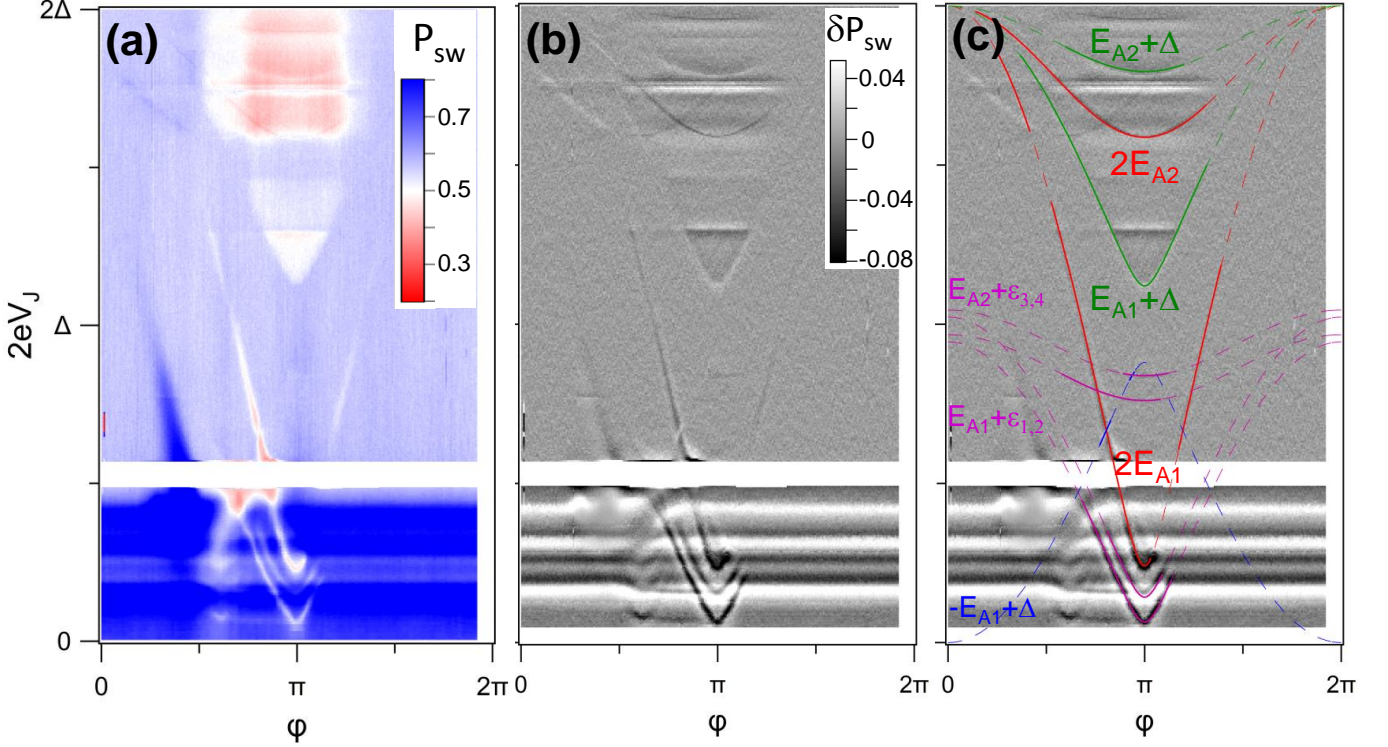 2Δ
Δ
0
2eV_J
(a)
P_sw
0.7
0.5
0.3
0
π
2π
φ
(b)
δP_sw
0.04
0
-0.04
-0.08
0
π
2π
φ
(c)
E_A2+Δ
2E_A2
E_A1+Δ
E_A2+ε_3,4
E_A1+ε_1,2
2E_A1
-E_A1+Δ
0
π
2π
φ